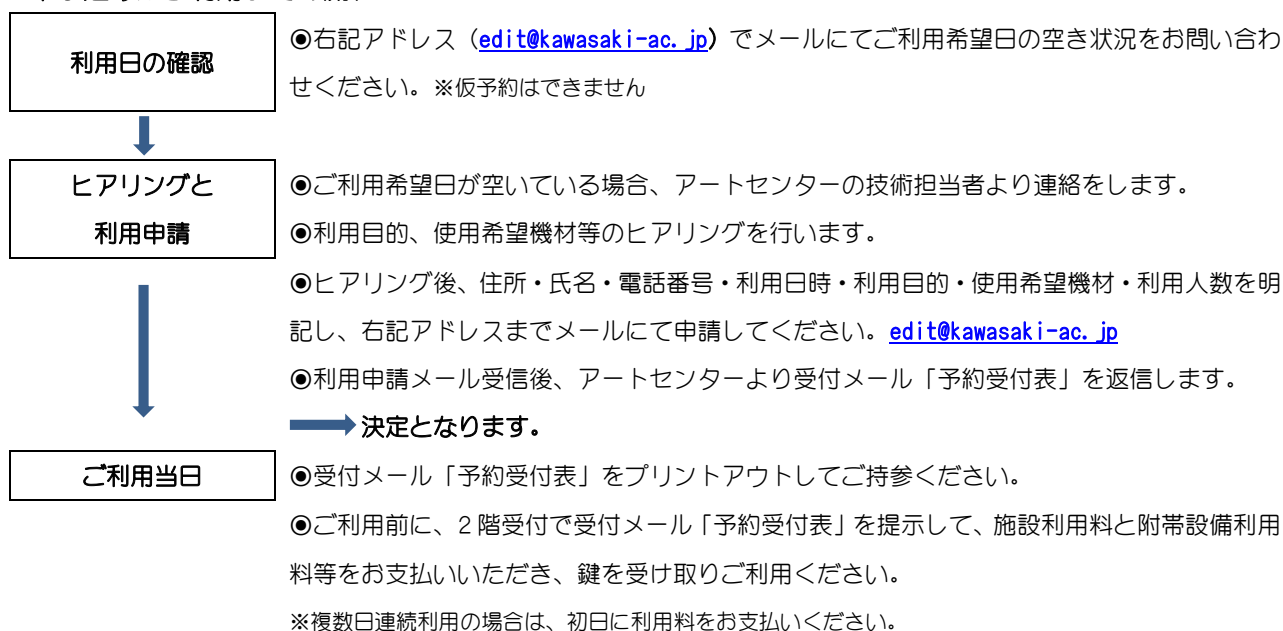 利用日の確認
◉右記アドレス（edit@kawasaki-ac.jp）でメールにてご利用希望日の空き状況をお問い合わ
せください。※仮予約はできません
ヒアリングと
利用申請
◉ご利用希望日が空いている場合、アートセンターの技術担当者より連絡をします。
◉利用目的、使用希望機材等のヒアリングを行います。
◉ヒアリング後、住所・氏名・電話番号・利用日時・利用目的・使用希望機材・利用人数を明
記し、右記アドレスまでメールにて申請してください。edit@kawasaki-ac.jp
◉利用申請メール受信後、アートセンターより受付メール「予約受付表」を返信します。
決定となります。
ご利用当日
◉受付メール「予約受付表」をプリントアウトしてご持参ください。
◉ご利用前に、2階受付で受付メール「予約受付表」を提示して、施設利用料と附帯設備利用
料等をお支払いいただき、鍵を受け取りご利用ください。
※複数日連続利用の場合は、初日に利用料をお支払いください。